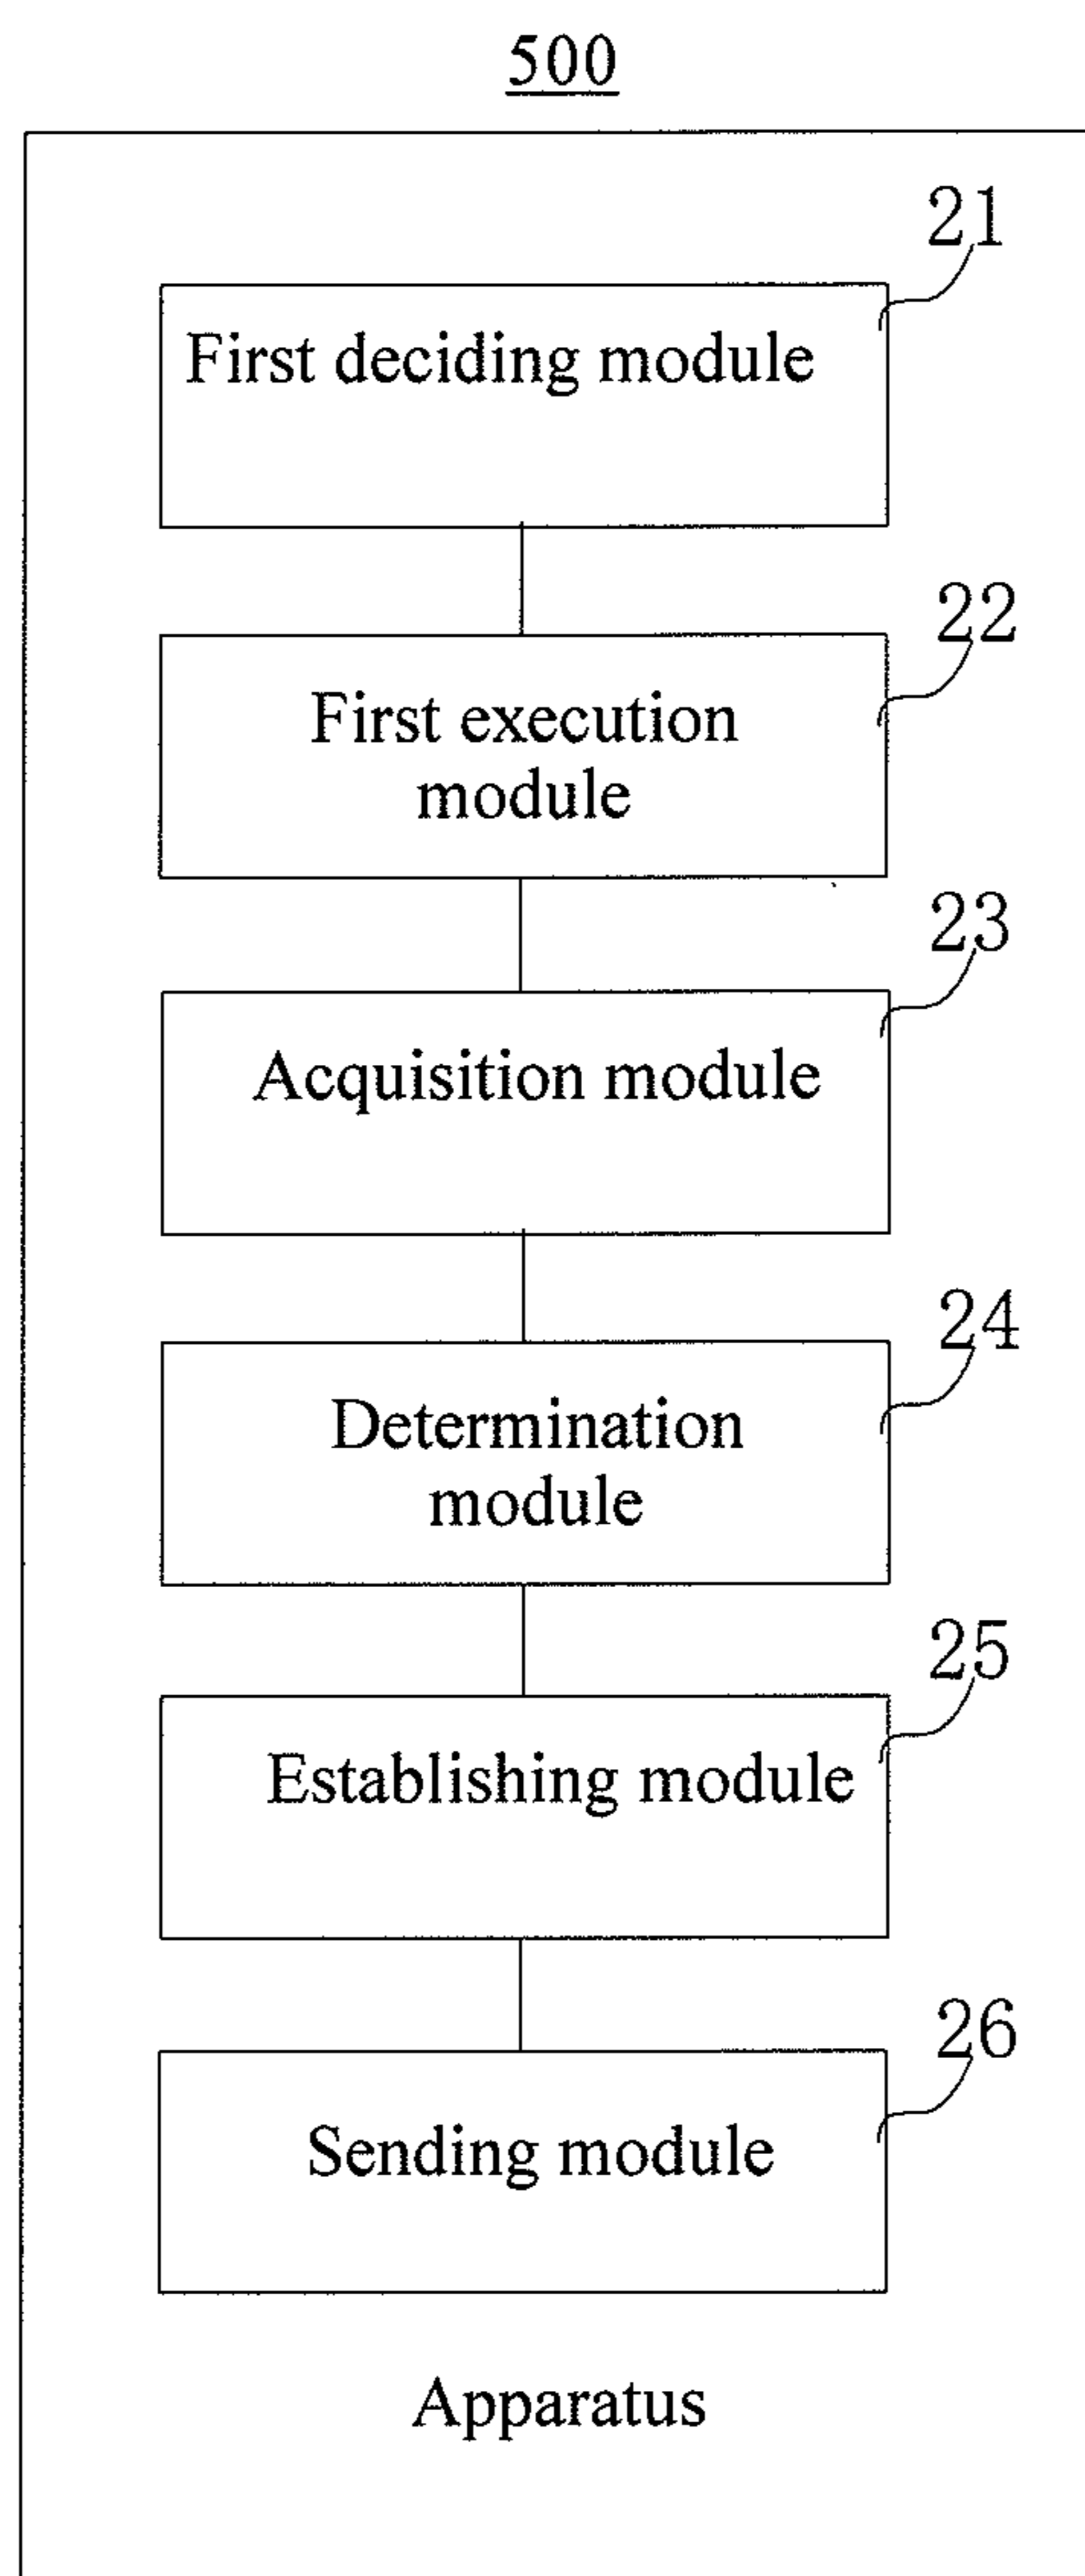 500
21
First deciding module
22
First execution
module
23
Acquisition module
24
Determination
module
25
Establishing module
26
Sending module
Apparatus